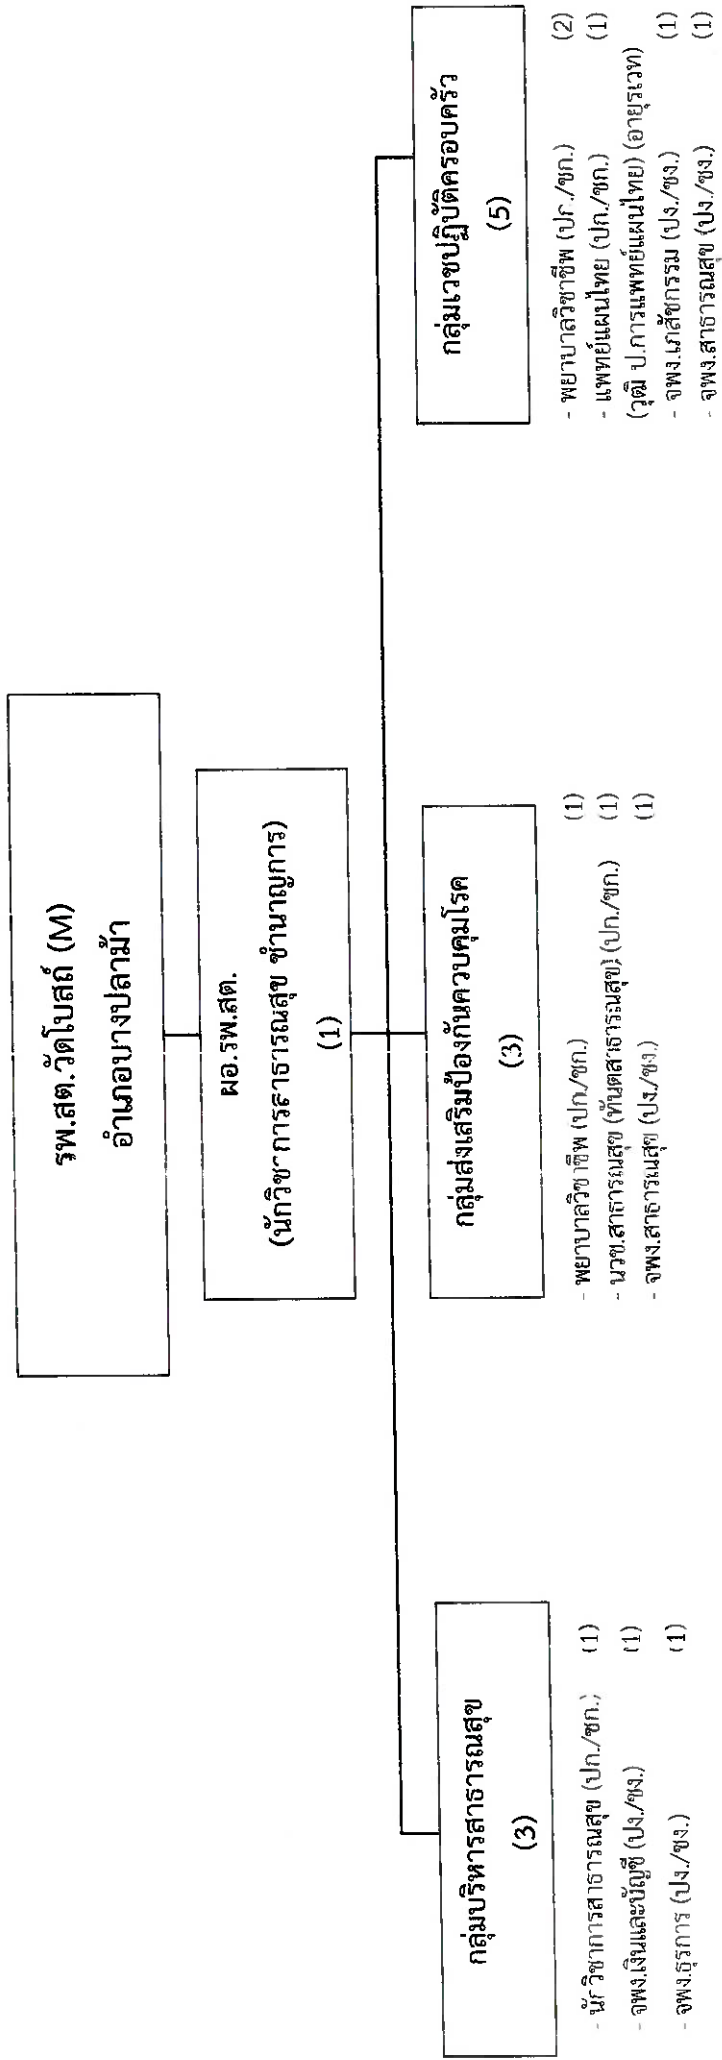 รพ.สต.วัดโบสถ์ (M)
อำเภอบางปลาม้า
ผอ.รพ.สต.
(นักวิชาการสาธารณสุข ชำนาญการ)
(1)
กลุ่มบริหารสาธารณสุข
(3)
- นักวิชาการสาธารณสุข (ปก./ชก.) (1)
- จพง.เงินและบัญชี (ปง./ชง.) (1)
- จพง.ธุรการ (ปง./ชง.) (1)
กลุ่มส่งเสริมป้องกันควบคุมโรค
(3)
- พยาบาลวิชาชีพ (ปก./ชก.) (1)
- นวช.สาธารณสุข (ทันตสาธารณสุข) (ปก./ชก.) (1)
- จพง.สาธารณสุข (ปง./ชง.) (1)
กลุ่มเวชปฏิบัติครอบครัว
(5)
- พยาบาลวิชาชีพ (ปก./ชก.) (2)
- แพทย์แผนไทย (ปก./ชก.) (1)
(วุฒิ ป.การแพทย์แผนไทย) (อายุรเวท)
- จพง.เภสัชกรรม (ปง./ชง.) (1)
- จพง.สาธารณสุข (ปง./ชง.) (1)